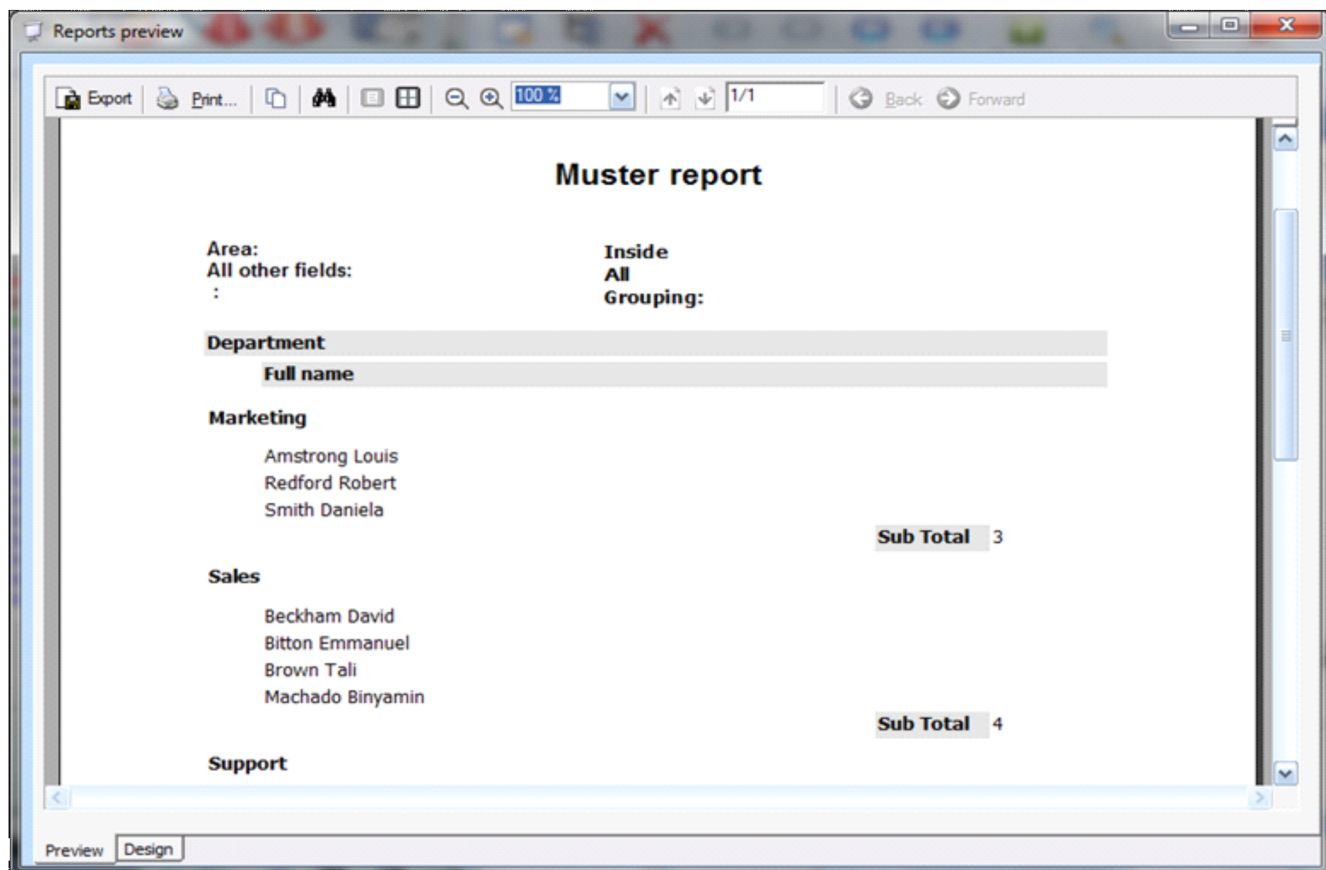 Reports preview
Export Print... 100 % 1/1 Back Forward
Muster report
Area: Inside
All other fields: All
: Grouping:
Department
Full name
Marketing
Amstrong Louis
Redford Robert
Smith Daniela
Sub Total 3
Sales
Beckham David
Bitton Emmanuel
Brown Tali
Machado Binyamin
Sub Total 4
Support
Preview Design